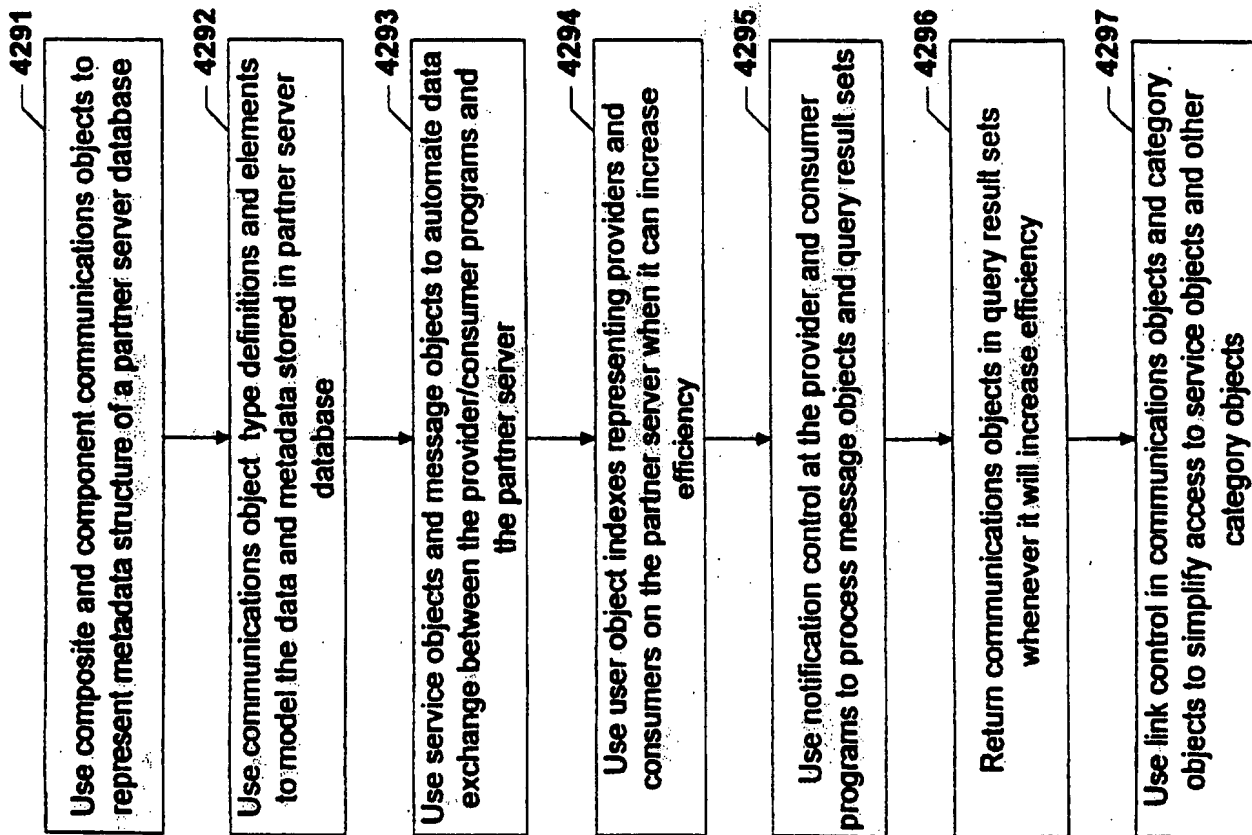 4291
Use composite and component communications objects to
represent metadata structure of a partner server database
4292
Use communications object type definitions and elements
to model the data and metadata stored in partner server
database
4293
Use service objects and message objects to automate data
exchange between the provider/consumer programs and
the partner server
4294
Use user object indexes representing providers and
consumers on the partner server when it can increase
efficiency
4295
Use notification control at the provider and consumer
programs to process message objects and query result sets
4296
Return communications objects in query result sets
whenever it will increase efficiency
4297
Use link control in communications objects and category.
objects to simplify access to service objects and other
category objects